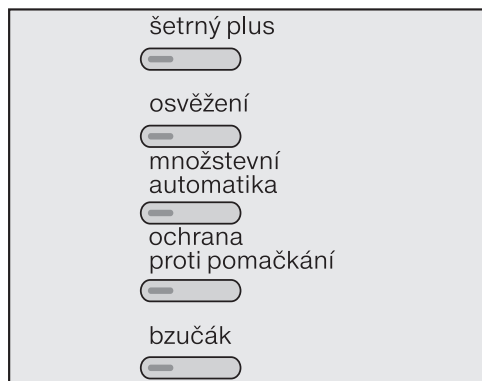 šetrný plus
osvěžení
množstevní
automatika
ochrana
proti pomačkání
bzučák